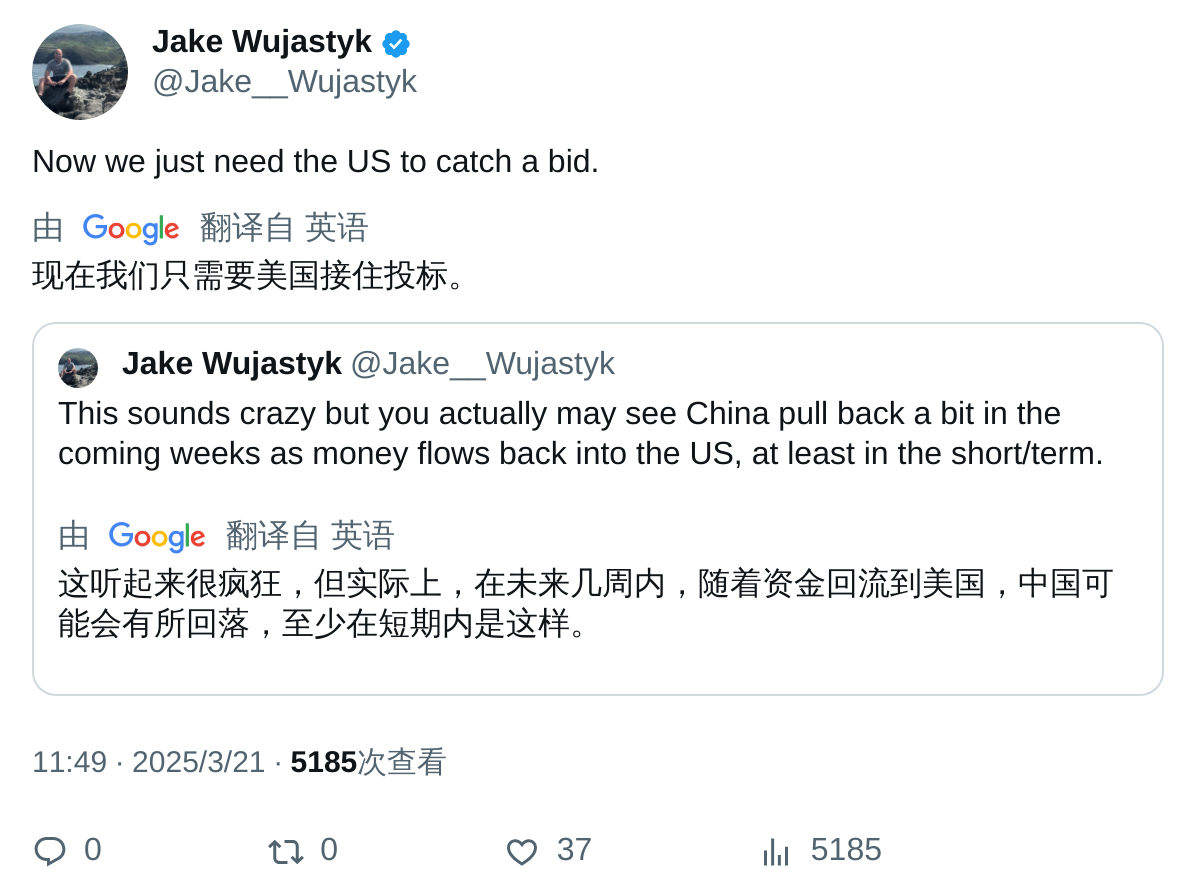 Jake Wujastyk
@Jake__Wujastyk
Now we just need the US to catch a bid.
由 Google 翻译自 英语
现在我们只需要美国接住投标。
Jake Wujastyk @Jake__Wujastyk
This sounds crazy but you actually may see China pull back a bit in the
coming weeks as money flows back into the US, at least in the short/term.
由 Google 翻译自 英语
这听起来很疯狂，但实际上，在未来几周内，随着资金回流到美国，中国可
能会有所回落，至少在短期内是这样。
11:49 · 2025/3/21 · 5185次查看
0 0 37 5185